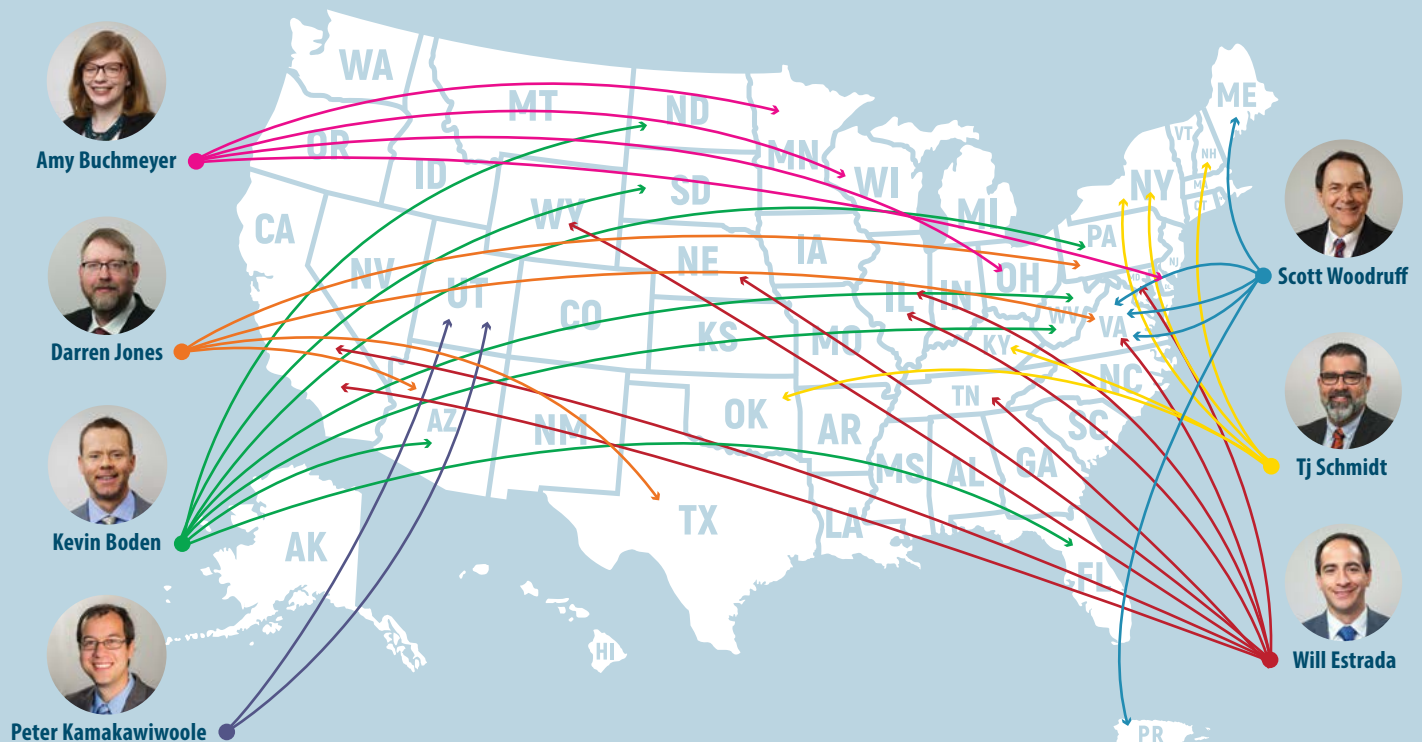 Amy Buchmeyer
Darren Jones
Kevin Boden
Peter Kamakawiwoole
Scott Woodruff
Tj Schmidt
Will Estrada
WA
OR
CA
ID
NV
MT
WY
UT
AZ
CO
NM
ND
SD
NE
KS
OK
TX
MN
IA
MO
AR
LA
WI
IL
MS
MI
IN
OH
KY
TN
AL
GA
FL
SC
NC
VA
WV
PA
NY
NJ
VT
NH
CT
ME
AK
HI
PR